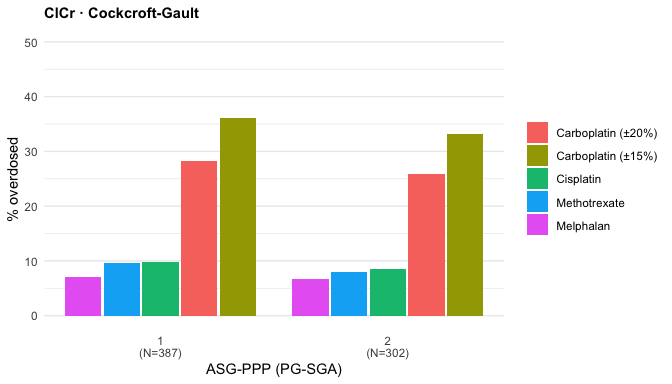 ClCr · Cockcroft-Gault
% overdosed
50
40
30
20
10
0
1
(N=387)
2
(N=302)
ASG-PPP (PG-SGA)
Carboplatin (±20%)
Carboplatin (±15%)
Cisplatin
Methotrexate
Melphalan